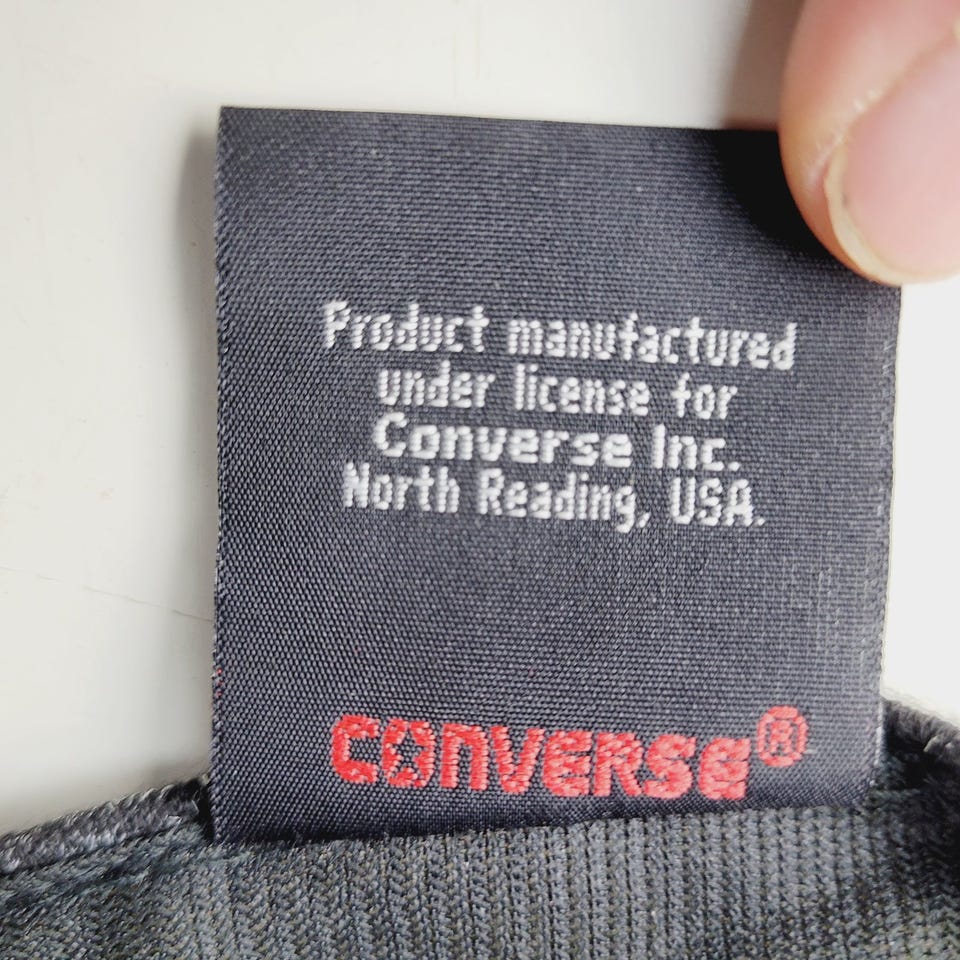 Product manufactured
under license for
Converse Inc.
North Reading, USA.
CONVERSE®